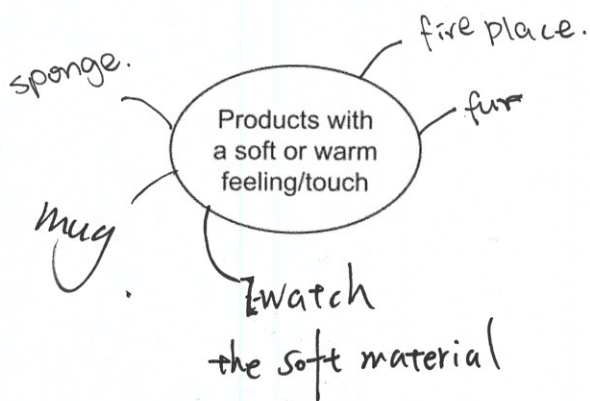 fire place.
sponge.
fur
Products with
a soft or warm
feeling/touch
mug.
I-watch
the soft material